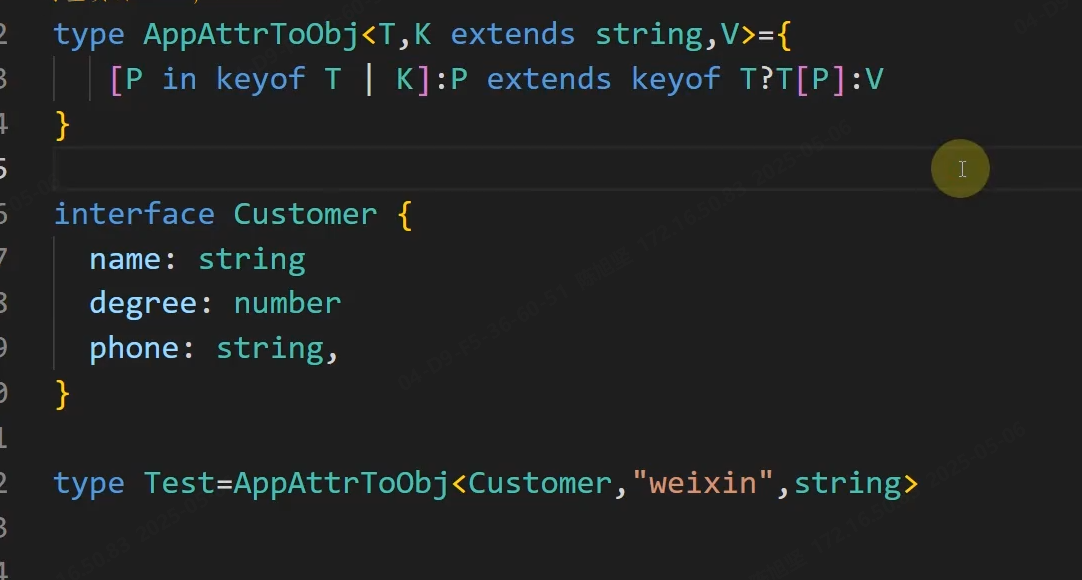 2 type AppAttrToObj<T,K extends string,V>={
3 [P in keyof T | K]:P extends keyof T?T[P]:V
4 }
5
6 interface Customer {
7 name: string
8 degree: number
9 phone: string,
0 }
1
2 type Test=AppAttrToObj<Customer,"weixin",string>
3
4